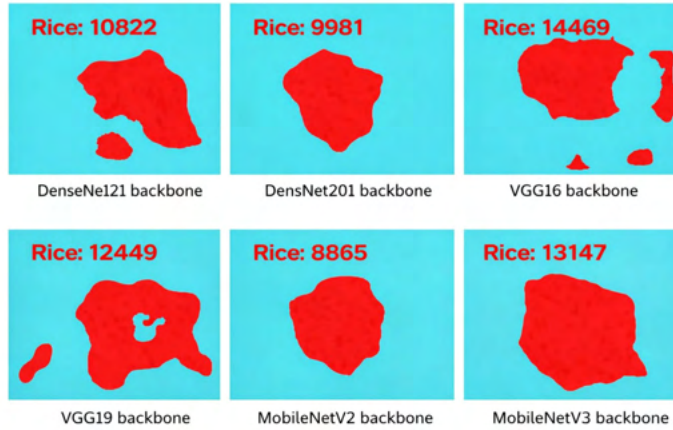 Rice: 10822
Rice: 9981
Rice: 14469
DenseNe121 backbone
DensNet201 backbone
VGG16 backbone
Rice: 12449
Rice: 8865
Rice: 13147
VGG19 backbone
MobileNetV2 backbone
MobileNetV3 backbone